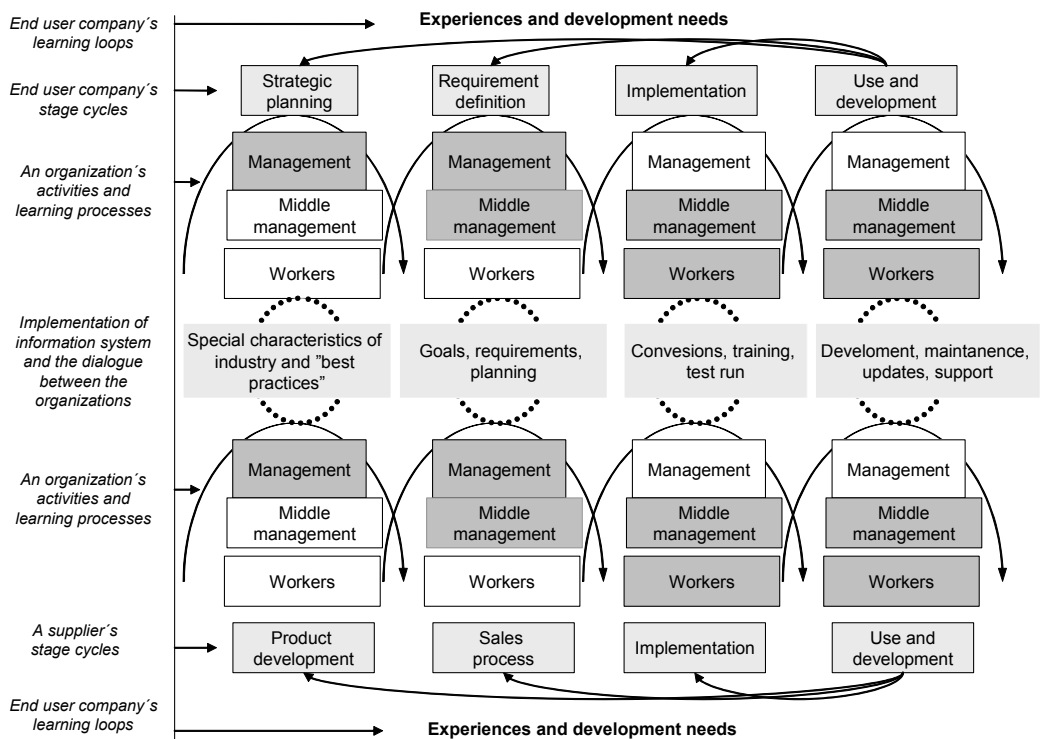 End user company´s
learning loops
Experiences and development needs
End user company´s
stage cycles
Strategic
planning
Requirement
definition
Implementation
Use and
development
An organization´s
activities and
learning processes
Management
Management
Management
Management
Middle
management
Middle
management
Middle
management
Middle
management
Workers
Workers
Workers
Workers
Implementation of
information system
and the dialogue
between the
organizations
Special characteristics of
industry and ”best
practices”
Goals, requirements,
planning
Convesions, training,
test run
Develoment, maintanence,
updates, support
An organization´s
activities and
learning processes
Management
Management
Management
Management
Middle
management
Middle
management
Middle
management
Middle
management
Workers
Workers
Workers
Workers
A supplier´s
stage cycles
Product
development
Sales
process
Implementation
Use and
development
End user company´s
learning loops
Experiences and development needs